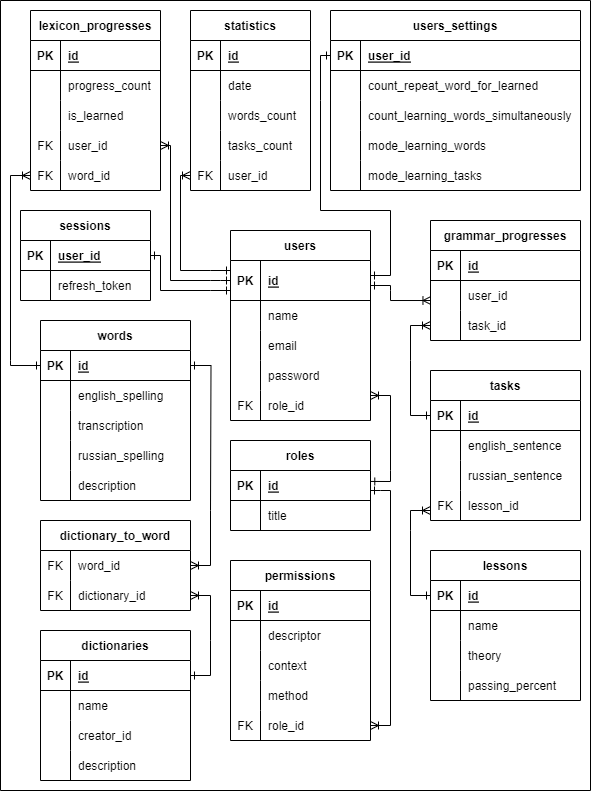 lexicon_progresses
PK id
progress_count
is_learned
FK user_id
FK word_id
statistics
PK id
date
words_count
tasks_count
FK user_id
users_settings
PK user_id
count_repeat_word_for_learned
count_learning_words_simultaneously
mode_learning_words
mode_learning_tasks
sessions
PK user_id
refresh_token
users
PK id
name
email
password
FK role_id
grammar_progresses
PK id
user_id
task_id
words
PK id
english_spelling
transcription
russian_spelling
description
roles
PK id
title
tasks
PK id
english_sentence
russian_sentence
FK lesson_id
dictionary_to_word
FK word_id
FK dictionary_id
permissions
PK id
descriptor
context
method
FK role_id
lessons
PK id
name
theory
passing_percent
dictionaries
PK id
name
creator_id
description